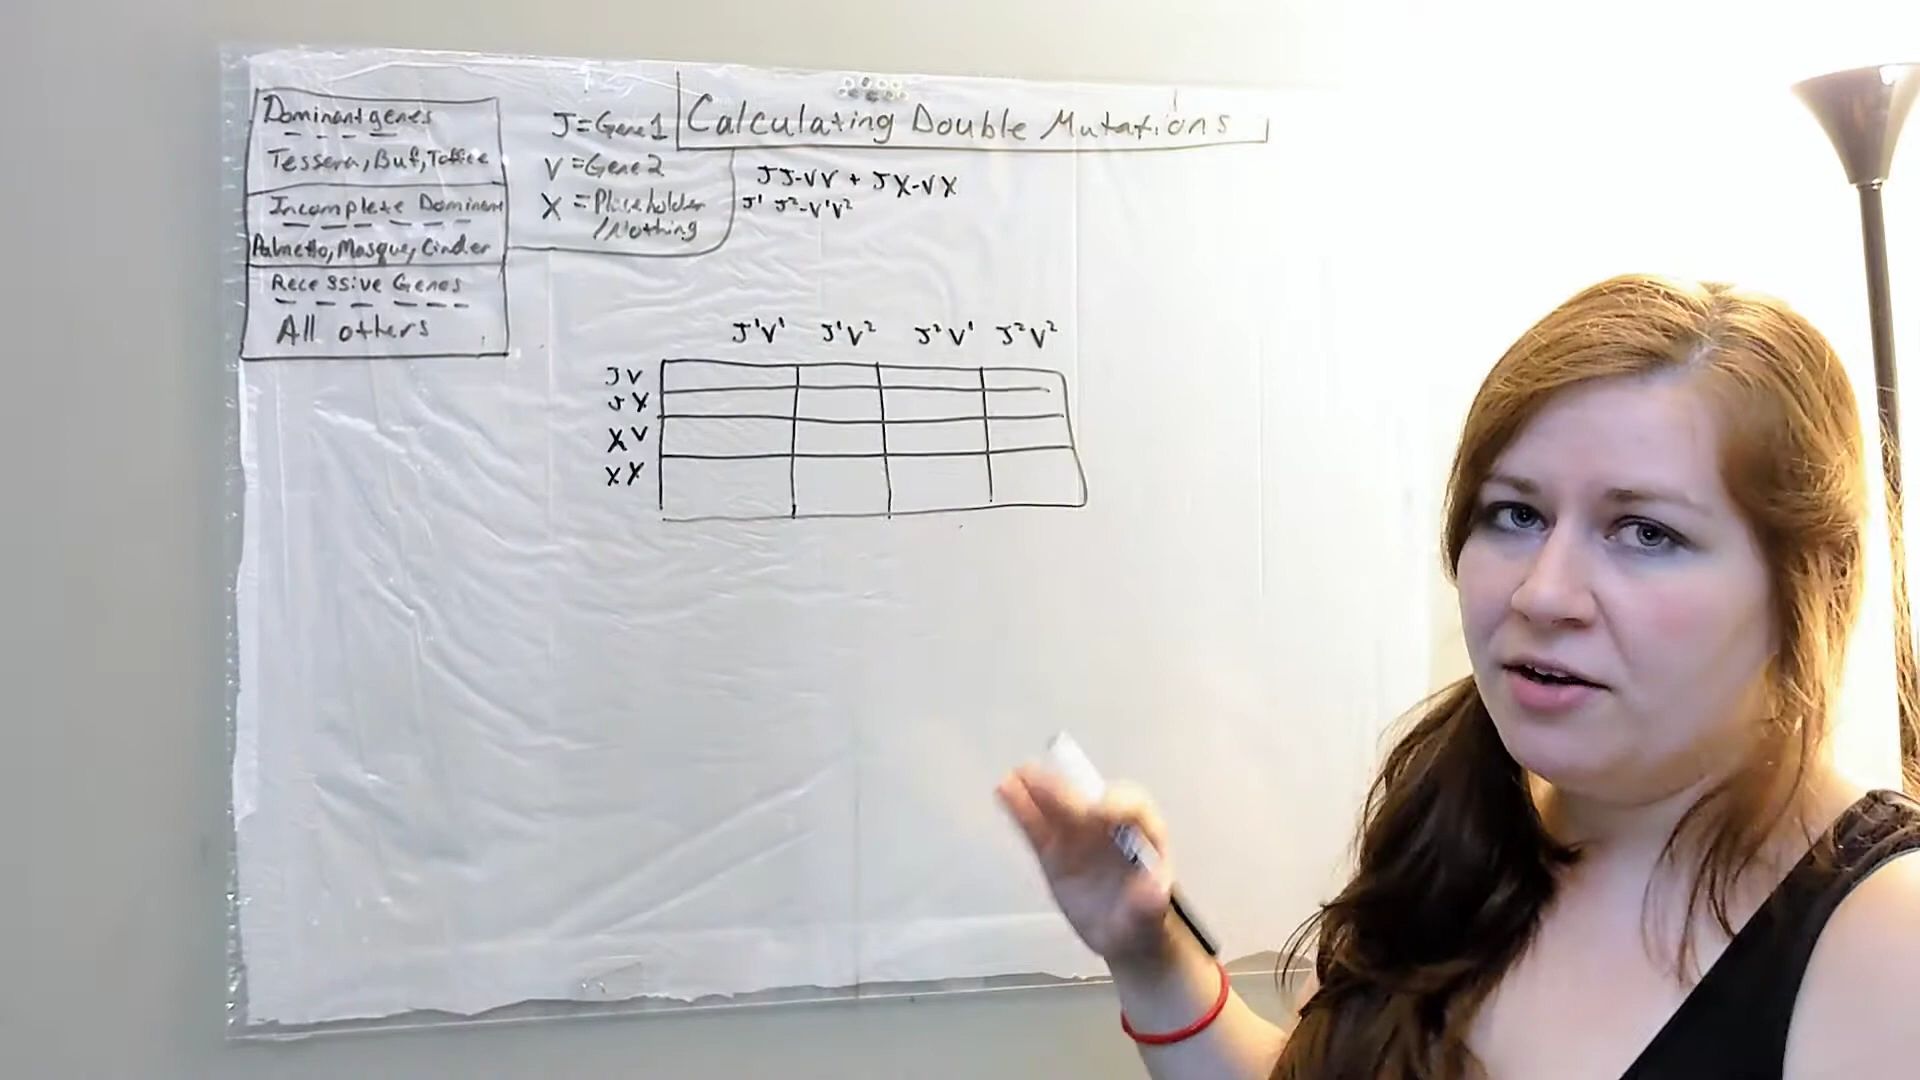 Calculating Double Mutations
Dominant genes
Tessera, Buf, Toffee
Incomplete Dominant
Palmetto, Masque, Cinder
Recessive Genes
All others
J = Gene 1
V = Gene 2
X = Placeholder
/Nothing
JJ-VV + JX-VX
J¹ J²-V¹V²
J¹V¹ J¹V² J²V¹ J²V²
JV
JX
XV
XX